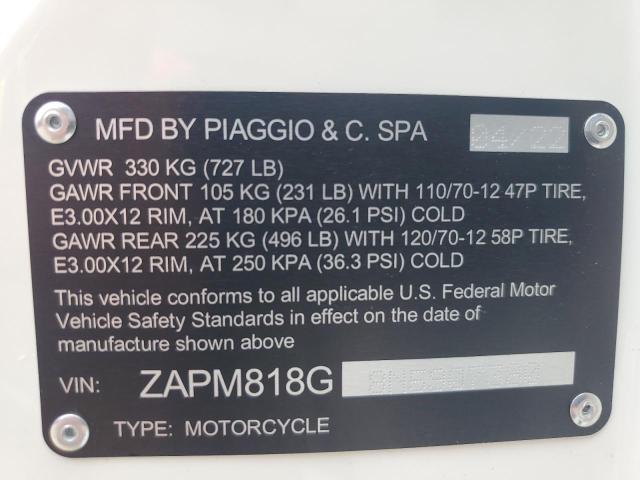 MFD BY PIAGGIO & C. SPA 04/22
GVWR 330 KG (727 LB)
GAWR FRONT 105 KG (231 LB) WITH 110/70-12 47P TIRE,
E3.00X12 RIM, AT 180 KPA (26.1 PSI) COLD
GAWR REAR 225 KG (496 LB) WITH 120/70-12 58P TIRE,
E3.00X12 RIM, AT 250 KPA (36.3 PSI) COLD
This vehicle conforms to all applicable U.S. Federal Motor
Vehicle Safety Standards in effect on the date of
manufacture shown above
VIN: ZAPM818G
TYPE: MOTORCYCLE